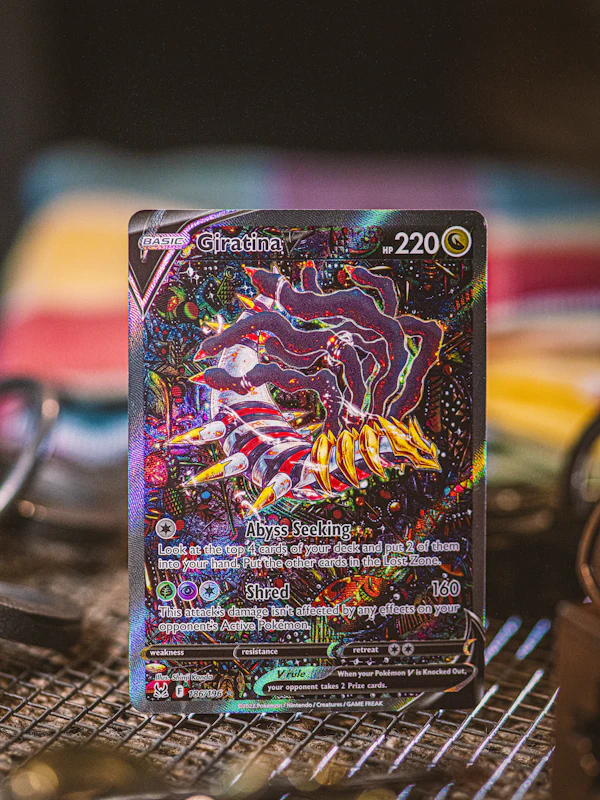 BASIC Giratina HP 220
Abyss Seeking
Look at the top 4 cards of your deck and put 2 of them
into your hand. Put the other cards in the Lost Zone.
Shred 160
This attack's damage isn't affected by any effects on your
opponent's Active Pokémon.
weakness resistance retreat
Illus. Shinji Kanda
V rule When your Pokémon V is Knocked Out,
your opponent takes 2 Prize cards.
F 186/196
©2022 Pokémon / Nintendo / Creatures / GAME FREAK